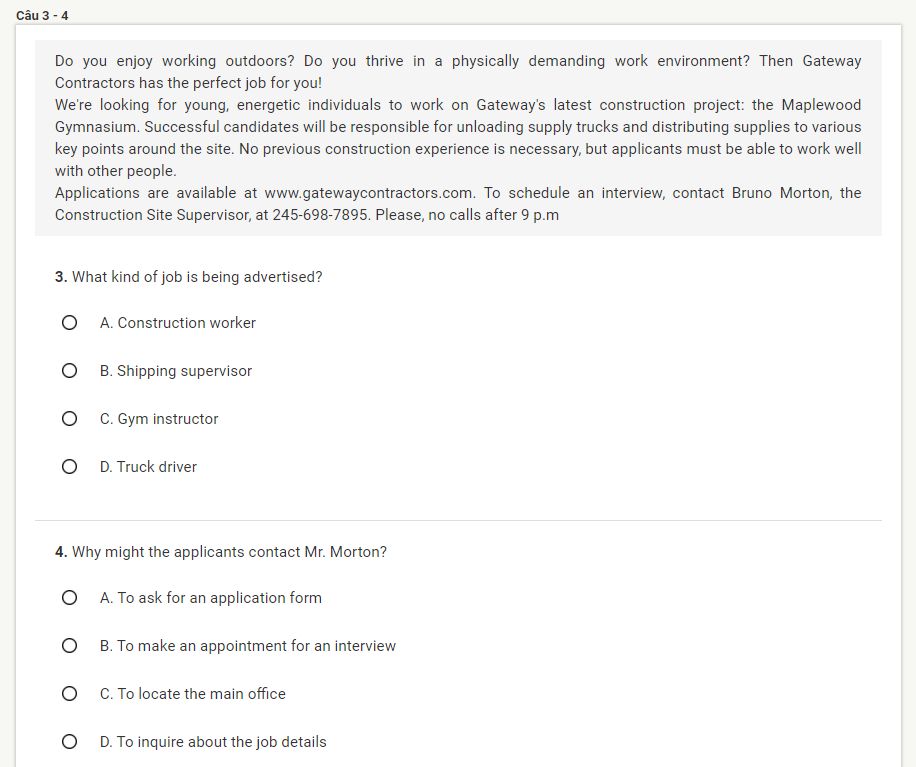 Câu 3 - 4
Do you enjoy working outdoors? Do you thrive in a physically demanding work environment? Then Gateway
Contractors has the perfect job for you!
We're looking for young, energetic individuals to work on Gateway's latest construction project: the Maplewood
Gymnasium. Successful candidates will be responsible for unloading supply trucks and distributing supplies to various
key points around the site. No previous construction experience is necessary, but applicants must be able to work well
with other people.
Applications are available at www.gatewaycontractors.com. To schedule an interview, contact Bruno Morton, the
Construction Site Supervisor, at 245-698-7895. Please, no calls after 9 p.m
3. What kind of job is being advertised?
A. Construction worker
B. Shipping supervisor
C. Gym instructor
D. Truck driver
4. Why might the applicants contact Mr. Morton?
A. To ask for an application form
B. To make an appointment for an interview
C. To locate the main office
D. To inquire about the job details